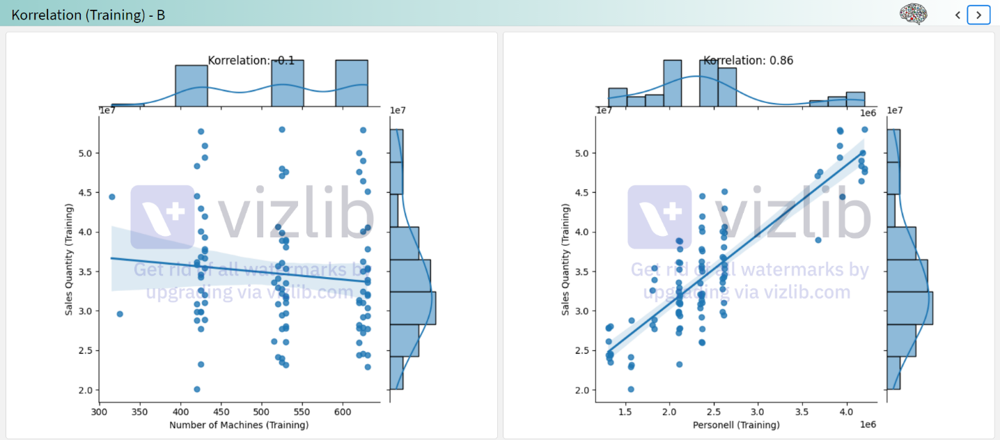 Korrelation (Training) - B
Korrelation: -0.1
1e7
1e7
5.0
4.5
4.0
3.5
3.0
2.5
2.0
Sales Quantity (Training)
vizlib
Get rid of all watermarks by
upgrading via vizlib.com
300 350 400 450 500 550 600
Number of Machines (Training)
Korrelation: 0.86
1e7
1e6
1e7
5.0
4.5
4.0
3.5
3.0
2.5
2.0
Sales Quantity (Training)
vizlib
Get rid of all watermarks by
upgrading via vizlib.com
1.5 2.0 2.5 3.0 3.5 4.0
1e6
Personell (Training)